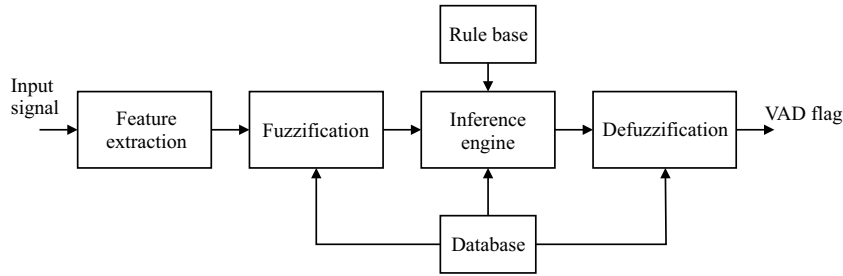 Rule base
Input
signal
Feature
extraction
Fuzzification
Inference
engine
Defuzzification
VAD flag
Database